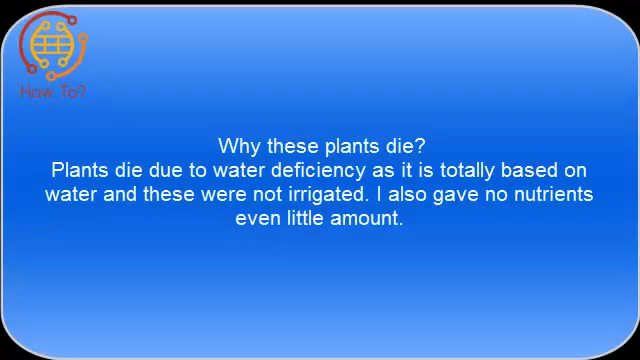 How To?
Why these plants die?
Plants die due to water deficiency as it is totally based on
water and these were not irrigated. I also gave no nutrients
even little amount.